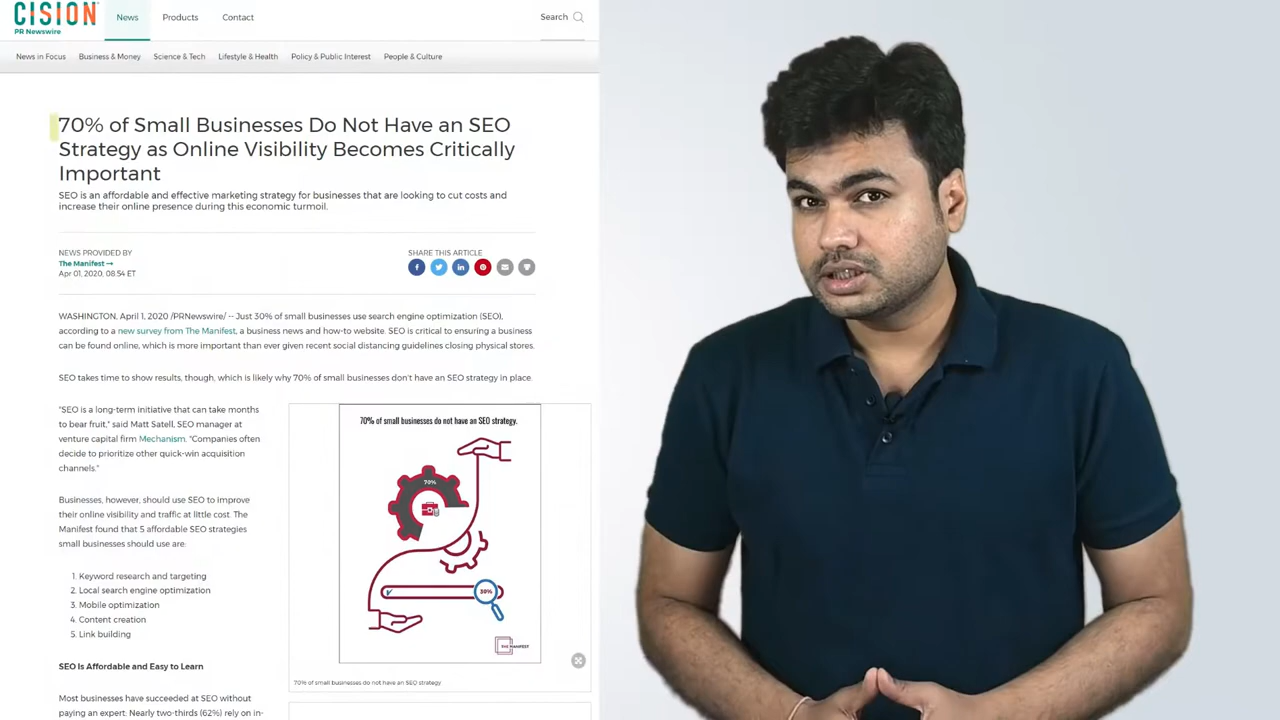 CISION
PR Newswire
News
Products
Contact
Search
News in Focus
Business & Money
Science & Tech
Lifestyle & Health
Policy & Public Interest
People & Culture
70% of Small Businesses Do Not Have an SEO
Strategy as Online Visibility Becomes Critically
Important
SEO is an affordable and effective marketing strategy for businesses that are looking to cut costs and
increase their online presence during this economic turmoil.
NEWS PROVIDED BY
The Manifest →
Apr 01, 2020, 08:54 ET
SHARE THIS ARTICLE
WASHINGTON, April 1, 2020 /PRNewswire/ -- Just 30% of small businesses use search engine optimization (SEO),
according to a new survey from The Manifest, a business news and how-to website. SEO is critical to ensuring a business
can be found online, which is more important than ever given recent social distancing guidelines closing physical stores.
SEO takes time to show results, though, which is likely why 70% of small businesses don't have an SEO strategy in place.
"SEO is a long-term initiative that can take months
to bear fruit," said Matt Satell, SEO manager at
venture capital firm Mechanism. "Companies often
decide to prioritize other quick-win acquisition
channels."
Businesses, however, should use SEO to improve
their online visibility and traffic at little cost. The
Manifest found that 5 affordable SEO strategies
small businesses should use are:
1. Keyword research and targeting
2. Local search engine optimization
3. Mobile optimization
4. Content creation
5. Link building
SEO Is Affordable and Easy to Learn
Most businesses have succeeded at SEO without
paying an expert: Nearly two-thirds (62%) rely on in-
70% of small businesses do not have an SEO strategy.
70%
30%
THE MANIFEST
70% of small businesses do not have an SEO strategy